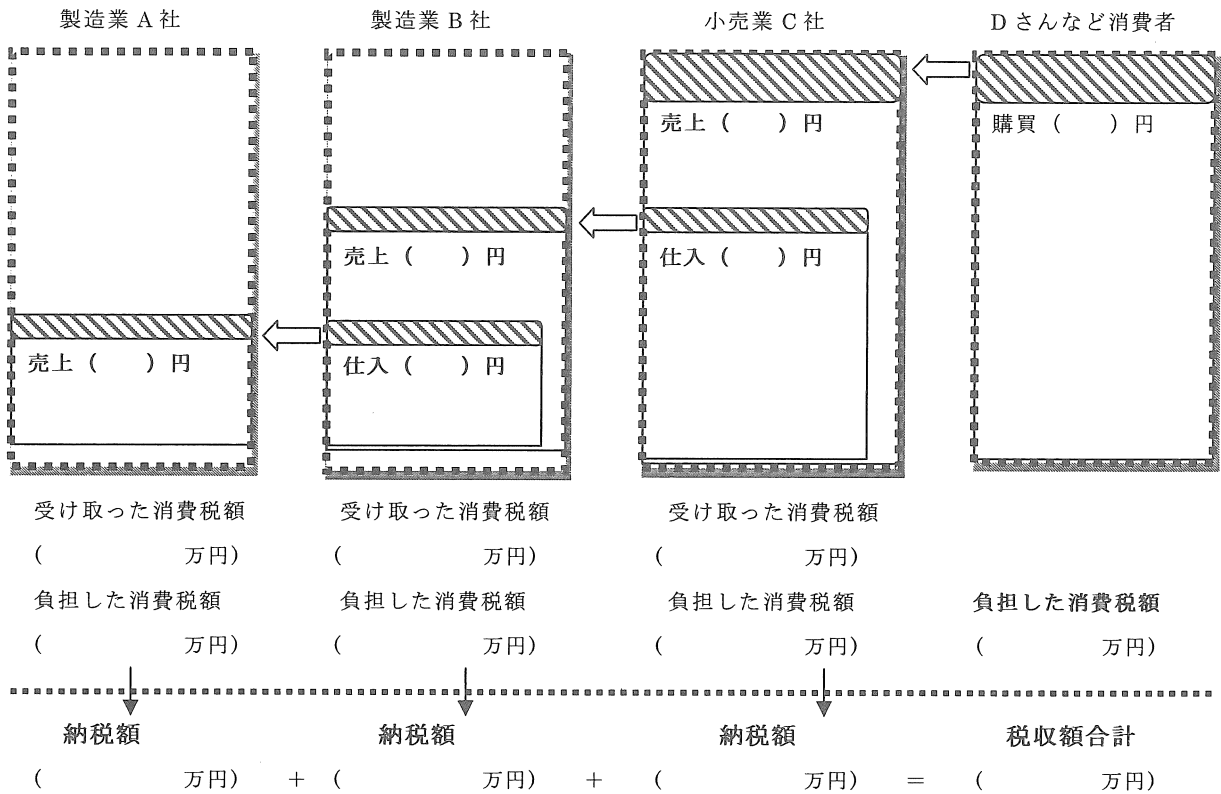 製造業A社 製造業B社 小売業C社 Dさんなど消費者
売上（　　）円 購買（　　）円
売上（　　）円 仕入（　　）円
売上（　　）円 仕入（　　）円
受け取った消費税額 受け取った消費税額 受け取った消費税額
（　　　万円） （　　　万円） （　　　万円）
負担した消費税額 負担した消費税額 負担した消費税額 負担した消費税額
（　　　万円） （　　　万円） （　　　万円） （　　　万円）
納税額 納税額 納税額 税収額合計
（　　　万円） + （　　　万円） + （　　　万円） = （　　　万円）